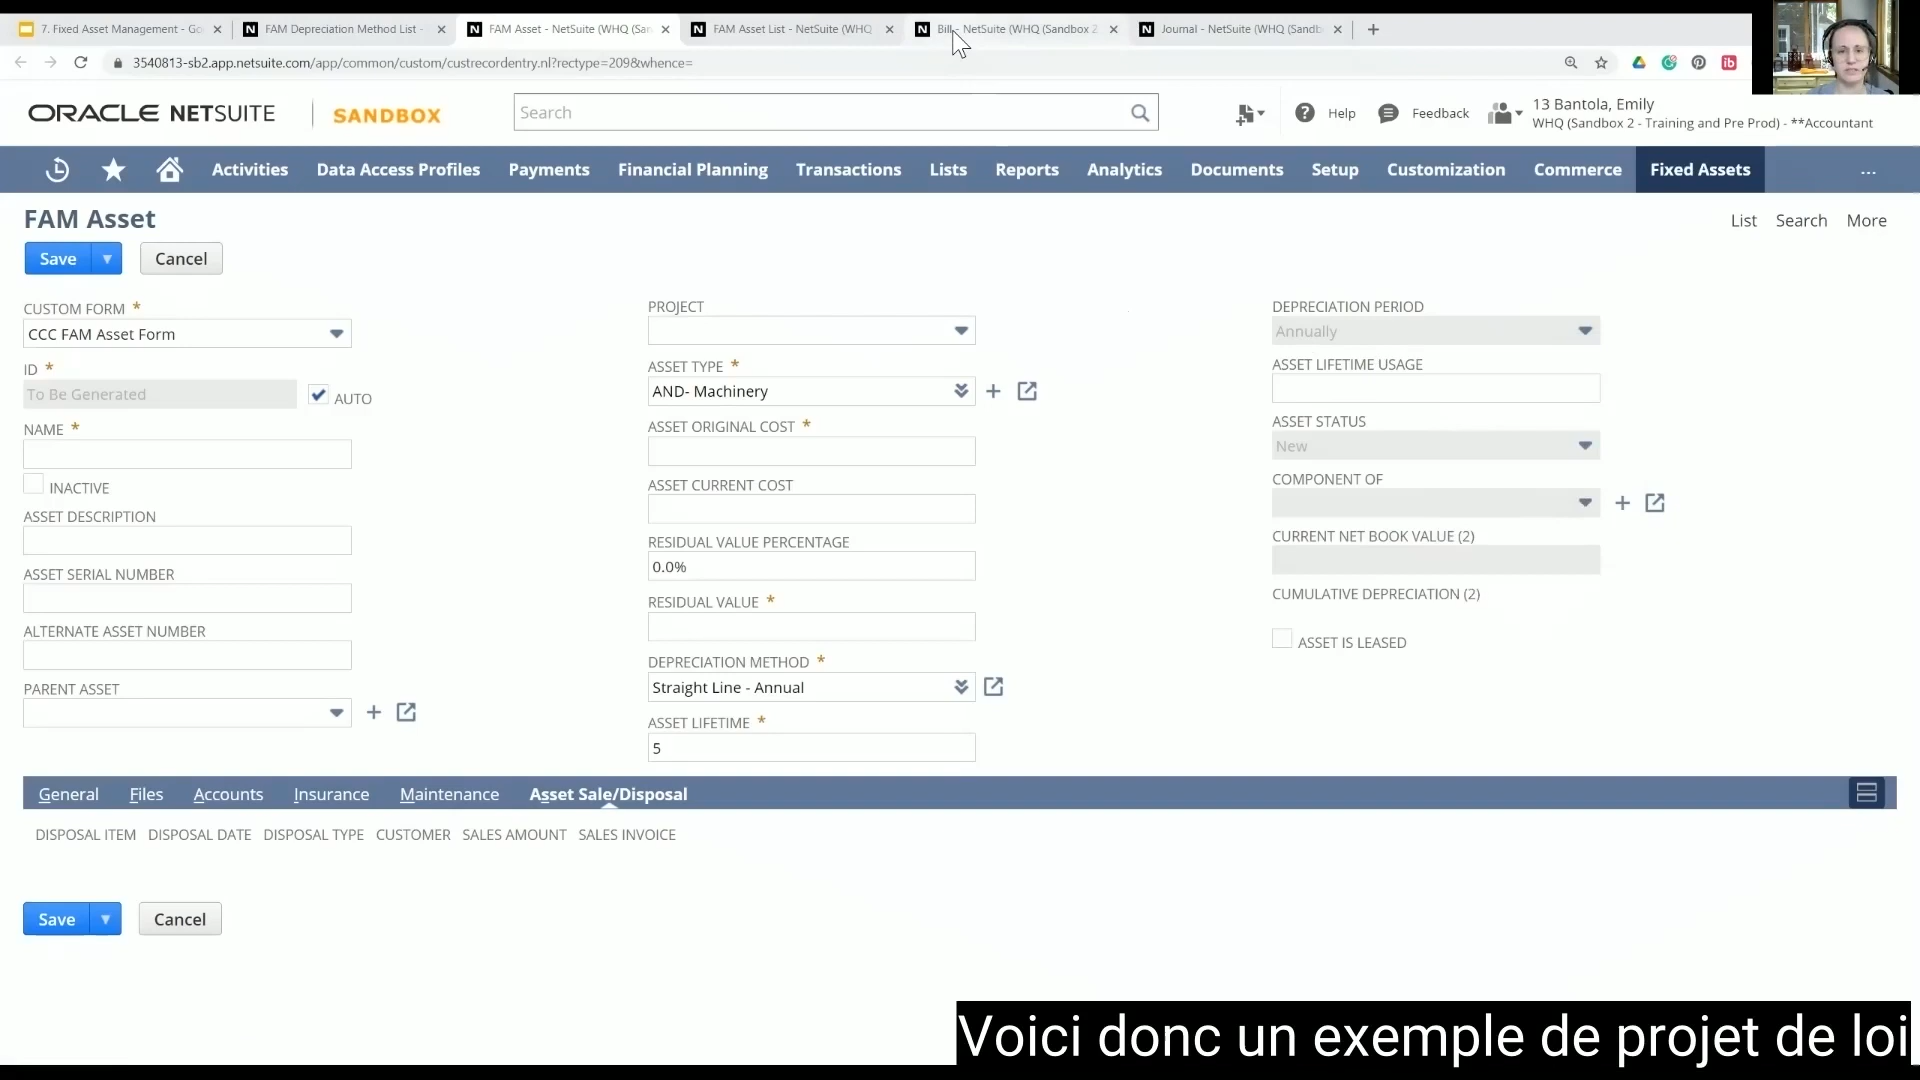 7. Fixed Asset Management - Go
FAM Depreciation Method List -
FAM Asset - NetSuite (WHQ (San
FAM Asset List - NetSuite (WHQ
Bill - NetSuite (WHQ (Sandbox 2
Journal - NetSuite (WHQ (Sandb
3540813-sb2.app.netsuite.com/app/common/custom/custrecordentry.nl?rectype=209&whence=
ORACLE NETSUITE
SANDBOX
Search
Help
Feedback
13 Bantola, Emily
WHQ (Sandbox 2 - Training and Pre Prod) - **Accountant
Activities
Data Access Profiles
Payments
Financial Planning
Transactions
Lists
Reports
Analytics
Documents
Setup
Customization
Commerce
Fixed Assets
...
FAM Asset
List
Search
More
Save
Cancel
CUSTOM FORM *
CCC FAM Asset Form
ID *
To Be Generated
AUTO
NAME *
INACTIVE
ASSET DESCRIPTION
ASSET SERIAL NUMBER
ALTERNATE ASSET NUMBER
PARENT ASSET
PROJECT
ASSET TYPE *
AND- Machinery
ASSET ORIGINAL COST *
ASSET CURRENT COST
RESIDUAL VALUE PERCENTAGE
0.0%
RESIDUAL VALUE *
DEPRECIATION METHOD *
Straight Line - Annual
ASSET LIFETIME *
5
DEPRECIATION PERIOD
Annually
ASSET LIFETIME USAGE
ASSET STATUS
New
COMPONENT OF
CURRENT NET BOOK VALUE (2)
CUMULATIVE DEPRECIATION (2)
ASSET IS LEASED
General
Files
Accounts
Insurance
Maintenance
Asset Sale/Disposal
DISPOSAL ITEM
DISPOSAL DATE
DISPOSAL TYPE
CUSTOMER
SALES AMOUNT
SALES INVOICE
Save
Cancel
Voici donc un exemple de projet de loi